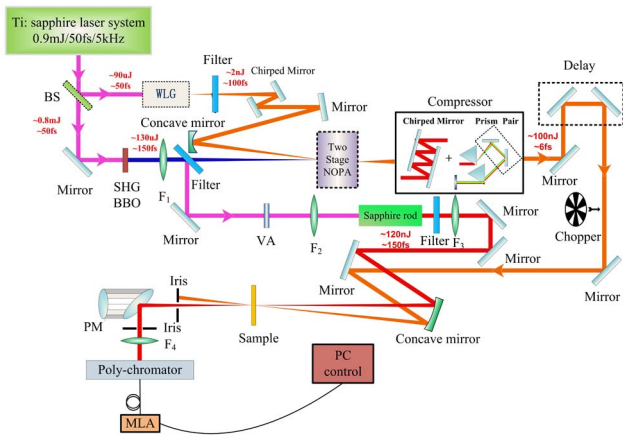 Ti: sapphire laser system
0.9mJ/50fs/5kHz
BS
~90uJ
~50fs
WLG
Filter
~2nJ
~100fs
Chirped Mirror
Mirror
Delay
~0.8mJ
~50fs
Concave mirror
Mirror
SHG
BBO
~130uJ
~150fs
F1
Filter
Two
Stage
NOPA
Compressor
Chirped Mirror
Prism Pair
+
~100nJ
~6fs
Mirror
Chopper
Mirror
VA
F2
Sapphire rod
Filter
F3
Mirror
~120nJ
~150fs
Mirror
Mirror
Mirror
Concave mirror
PM
Iris
Iris
F4
Sample
Poly-chromator
PC
control
MLA